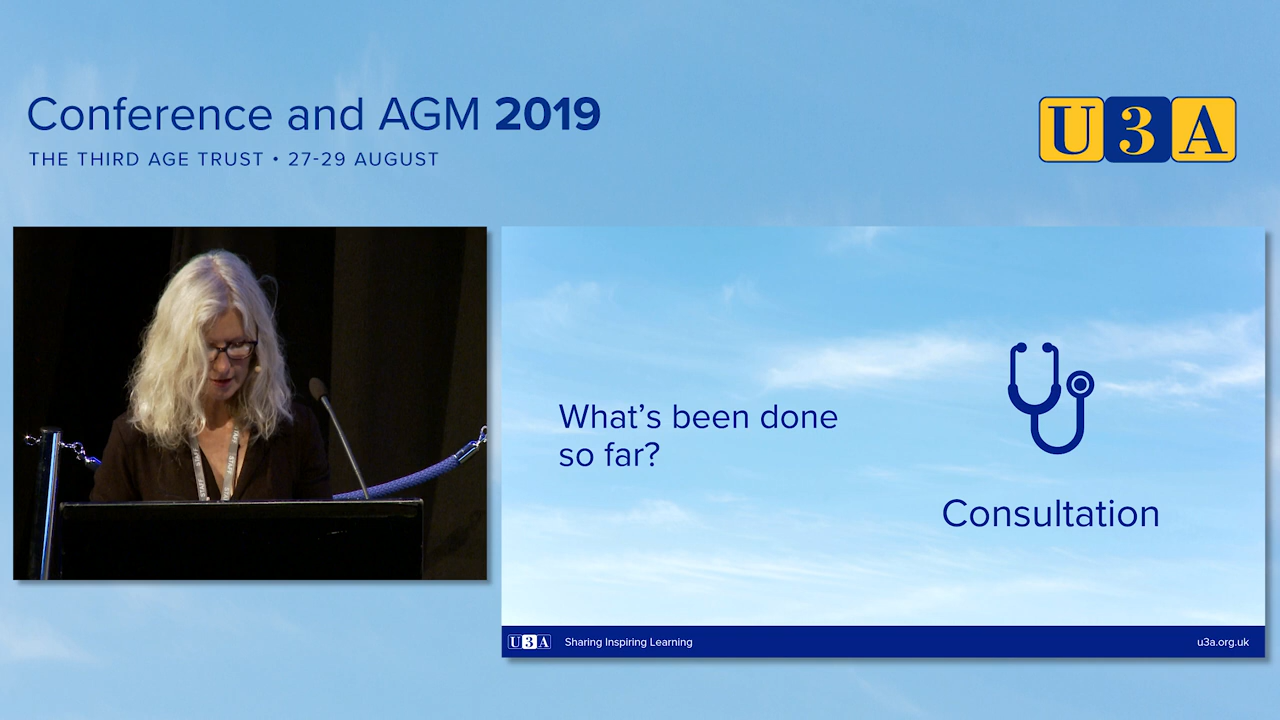 Conference and AGM 2019
THE THIRD AGE TRUST • 27-29 AUGUST
U3A
What's been done
so far?
Consultation
U3A
Sharing Inspiring Learning
u3a.org.uk
STAFF